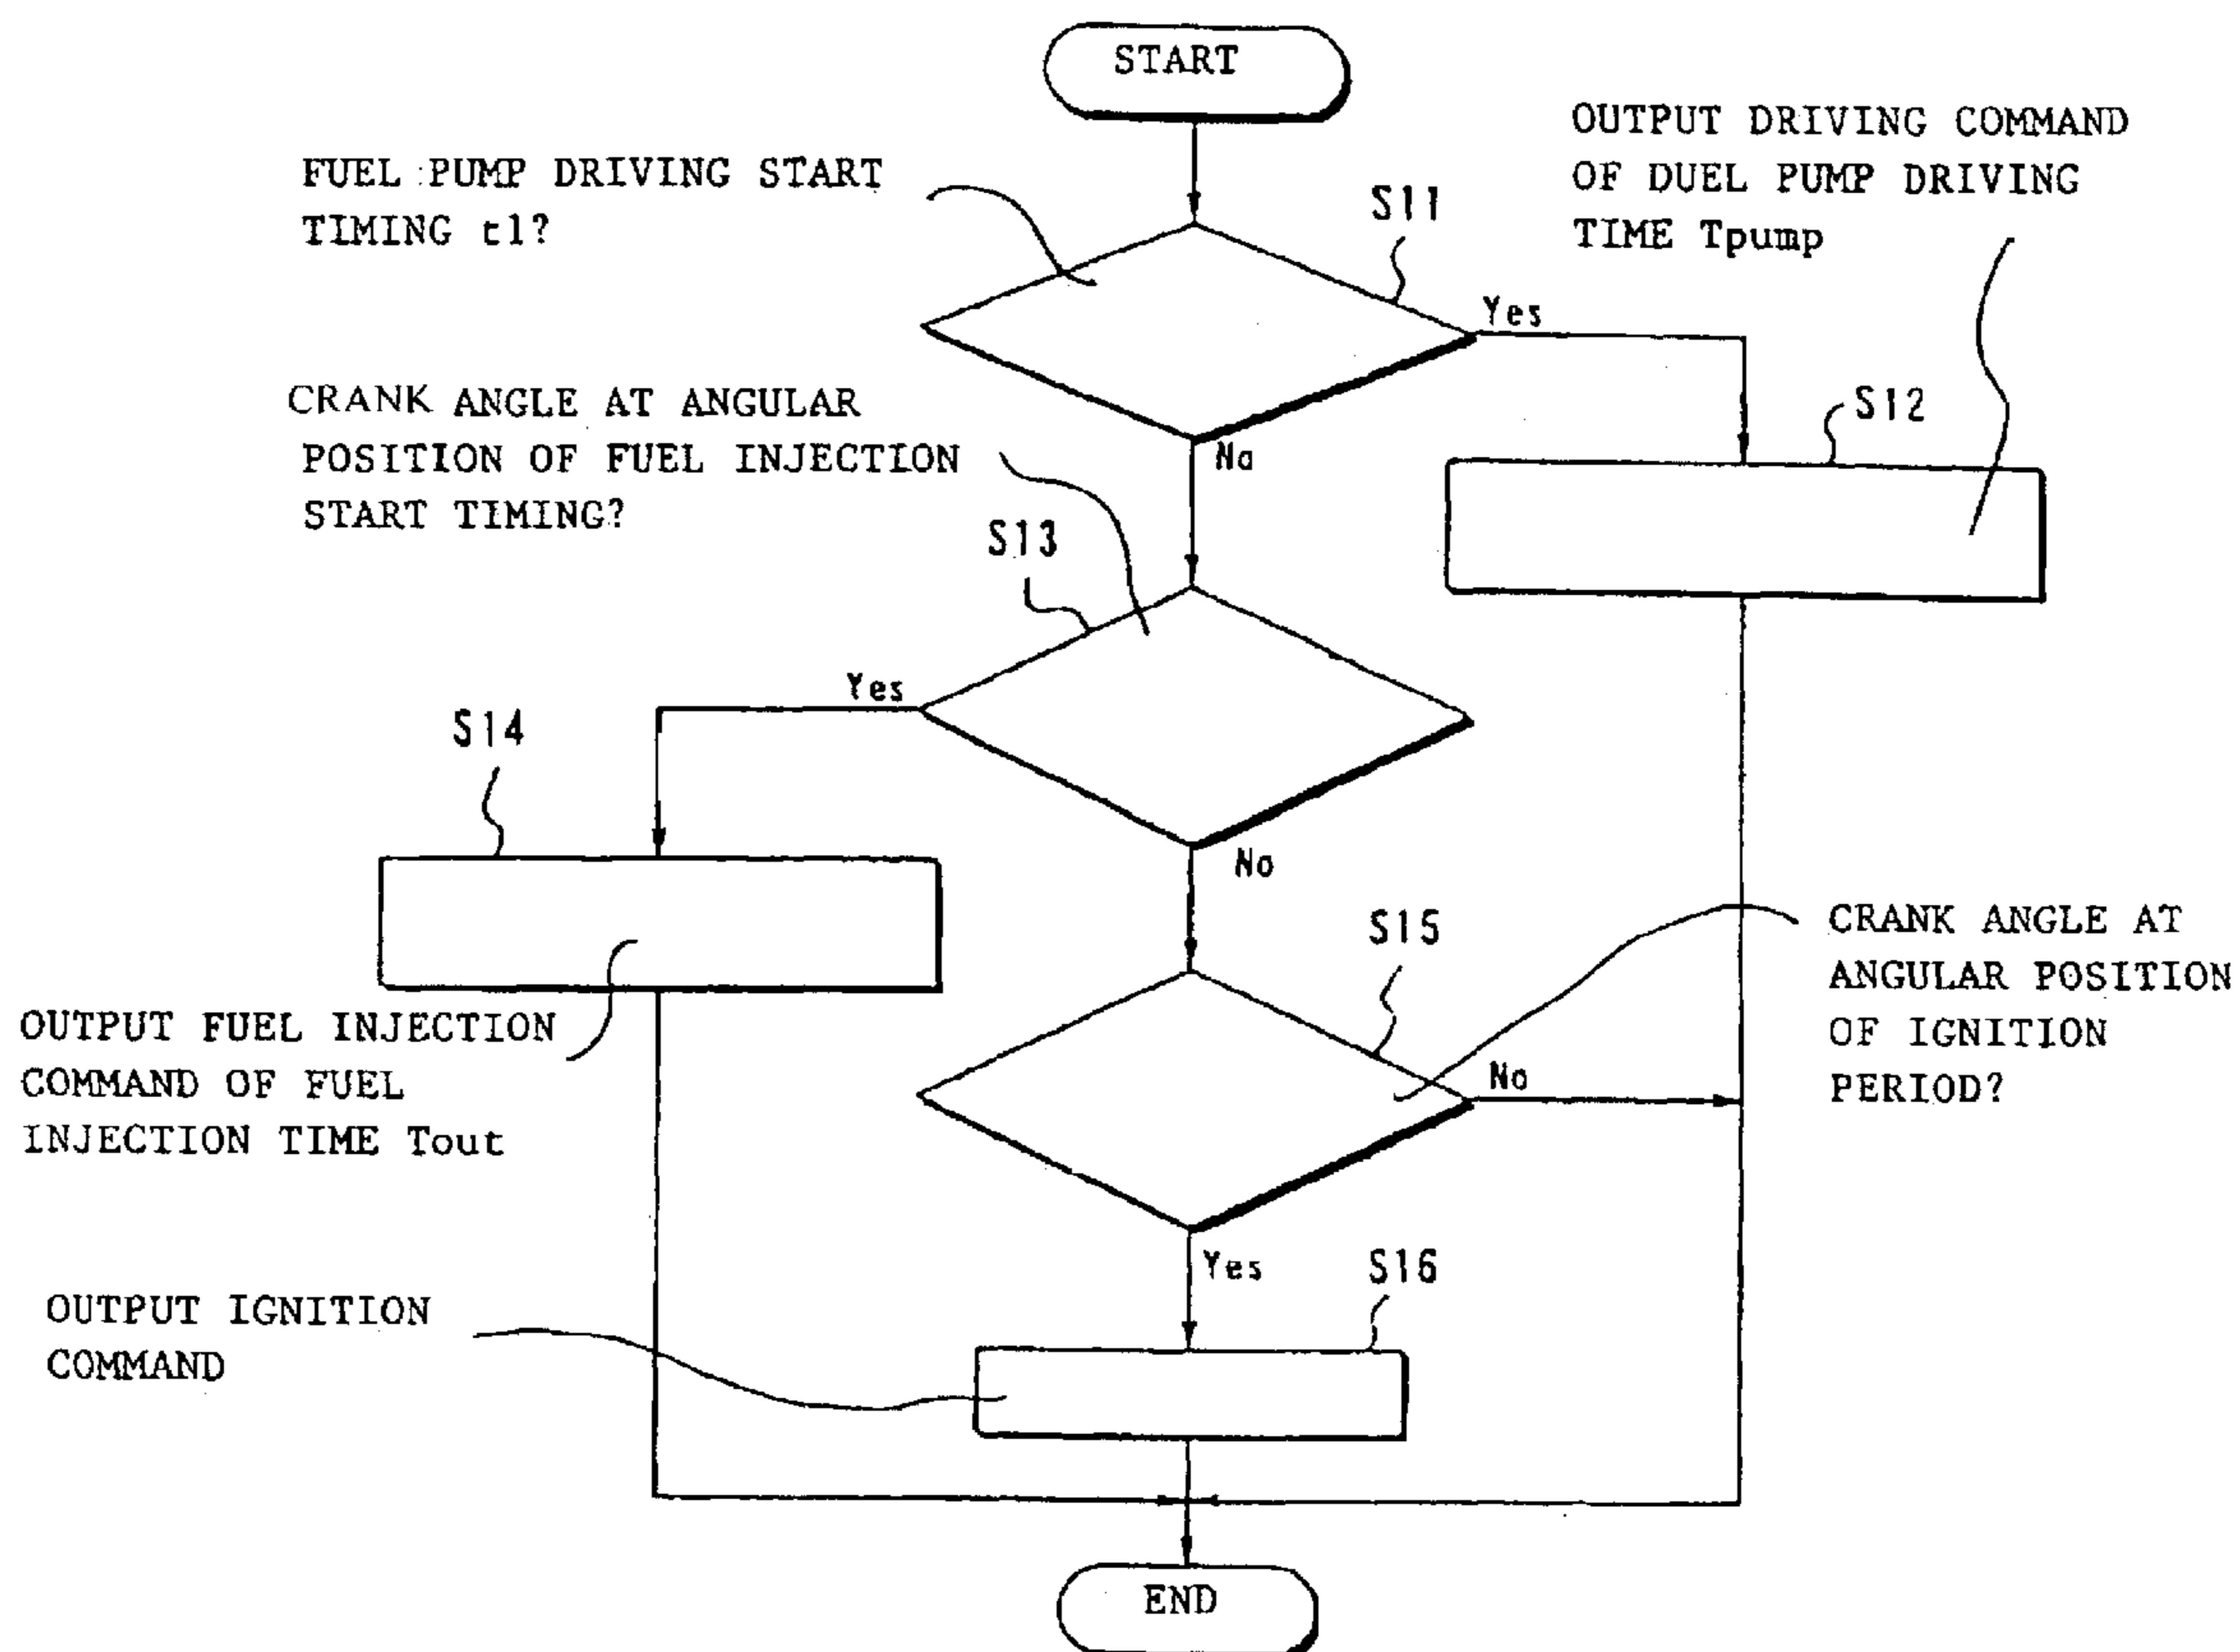 START
FUEL PUMP DRIVING START
TIMING t1?
OUTPUT DRIVING COMMAND
OF DUEL PUMP DRIVING
TIME Tpump
S11
Yes
No
S12
CRANK ANGLE AT ANGULAR
POSITION OF FUEL INJECTION
START TIMING?
S13
Yes
No
S14
OUTPUT FUEL INJECTION
COMMAND OF FUEL
INJECTION TIME Tout
S15
No
CRANK ANGLE AT
ANGULAR POSITION
OF IGNITION
PERIOD?
Yes
S16
OUTPUT IGNITION
COMMAND
END